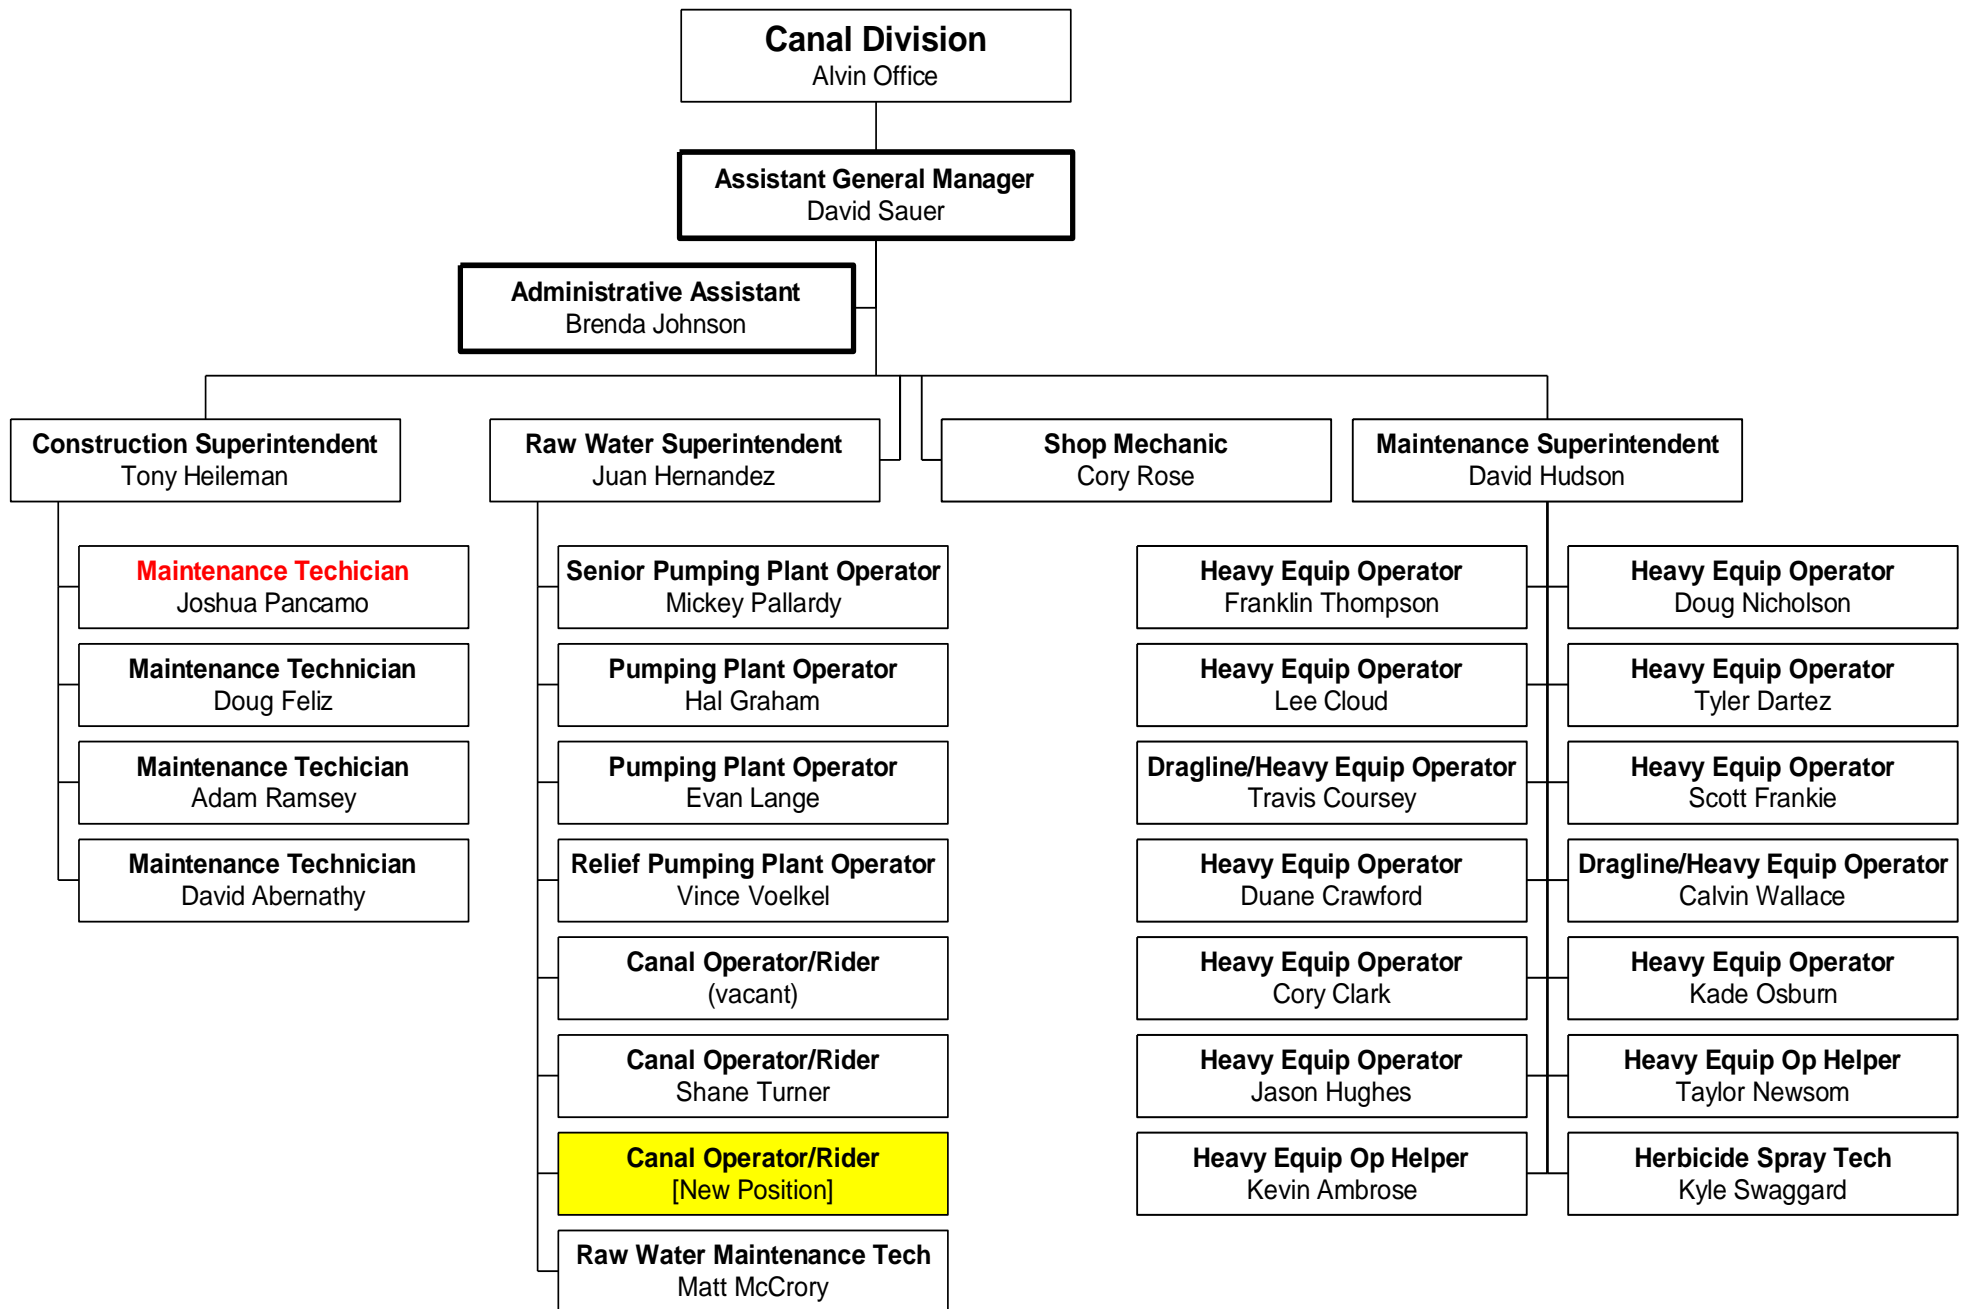 Canal Division
Alvin Office
Assistant General Manager
David Sauer
Administrative Assistant
Brenda Johnson
Construction Superintendent
Tony Heileman
Raw Water Superintendent
Juan Hernandez
Shop Mechanic
Cory Rose
Maintenance Superintendent
David Hudson
Maintenance Techician
Joshua Pancamo
Maintenance Technician
Doug Feliz
Maintenance Techician
Adam Ramsey
Maintenance Technician
David Abernathy
Senior Pumping Plant Operator
Mickey Pallardy
Pumping Plant Operator
Hal Graham
Pumping Plant Operator
Evan Lange
Relief Pumping Plant Operator
Vince Voelkel
Canal Operator/Rider
(vacant)
Canal Operator/Rider
Shane Turner
Canal Operator/Rider
[New Position]
Raw Water Maintenance Tech
Matt McCrory
Heavy Equip Operator
Franklin Thompson
Heavy Equip Operator
Lee Cloud
Dragline/Heavy Equip Operator
Travis Coursey
Heavy Equip Operator
Duane Crawford
Heavy Equip Operator
Cory Clark
Heavy Equip Operator
Jason Hughes
Heavy Equip Op Helper
Kevin Ambrose
Heavy Equip Operator
Doug Nicholson
Heavy Equip Operator
Tyler Dartez
Heavy Equip Operator
Scott Frankie
Dragline/Heavy Equip Operator
Calvin Wallace
Heavy Equip Operator
Kade Osburn
Heavy Equip Op Helper
Taylor Newsom
Herbicide Spray Tech
Kyle Swaggard